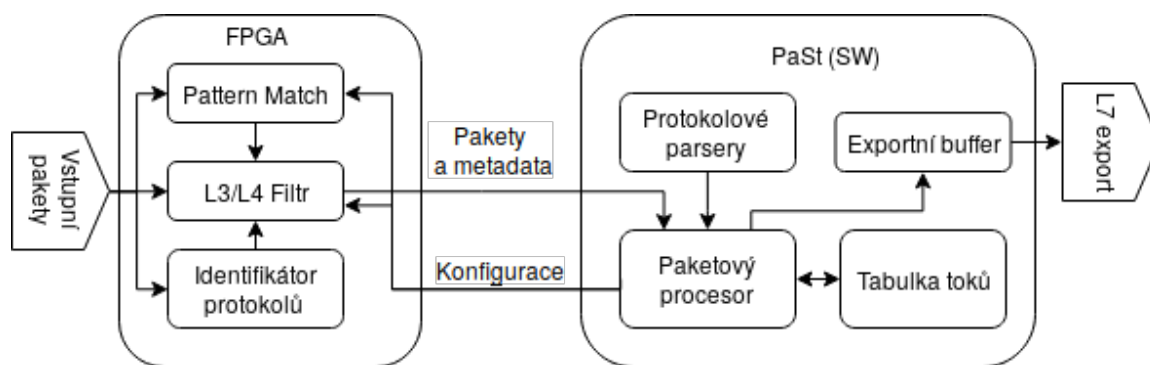 FPGA
Pattern Match
L3/L4 Filtr
Identifikátor
protokolů
Vstupní
pakety
Pakety
a metadata
Konfigurace
PaSt (SW)
Protokolové
parsery
Exportní buffer
Paketový
procesor
Tabulka toků
L7 export